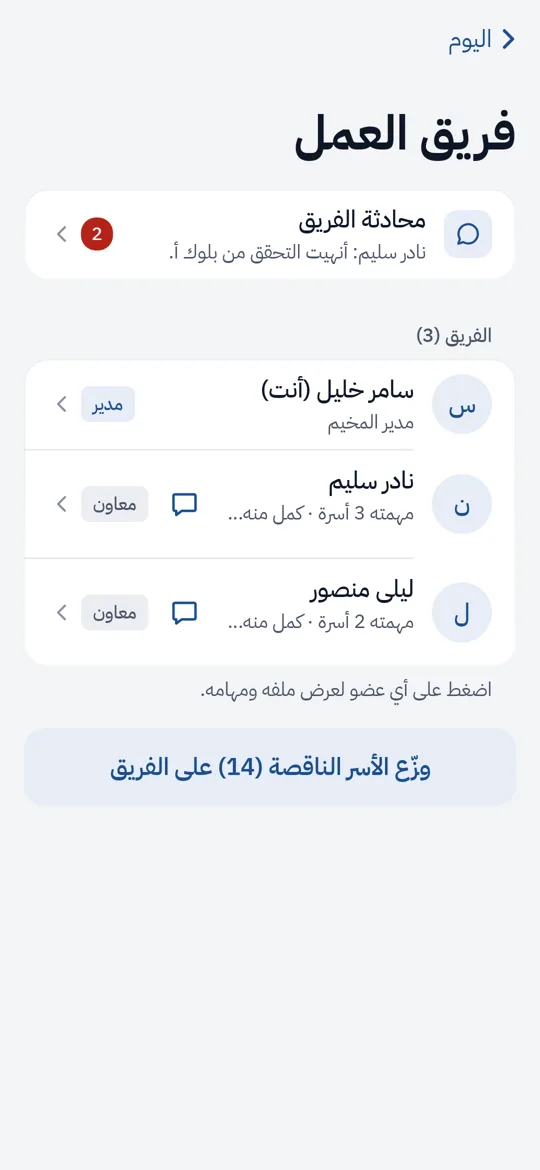 اليوم
فريق العمل
محادثة الفريق
نادر سليم: أنهيت التحقق من بلوك أ.
2
الفريق (3)
س
سامر خليل (أنت)
مدير المخيم
مدير
ن
نادر سليم
مهمته 3 أسرة · كمل منه...
معاون
ل
ليلى منصور
مهمته 2 أسرة · كمل منه...
معاون
اضغط على أي عضو لعرض ملفه ومهامه.
وزّع الأسر الناقصة (14) على الفريق